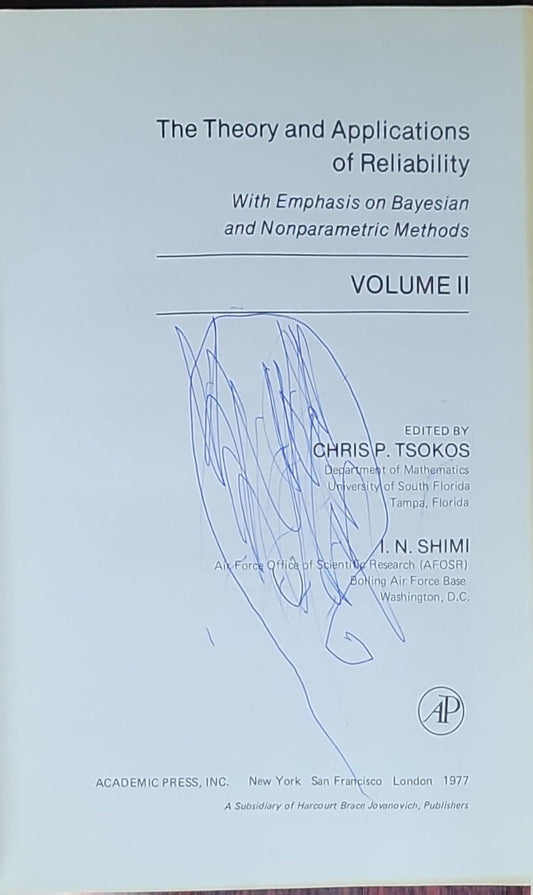 The Theory and Applications
of Reliability
With Emphasis on Bayesian
and Nonparametric Methods
VOLUME II
EDITED BY
CHRIS P. TSOKOS
Department of Mathematics
University of South Florida
Tampa, Florida
I. N. SHIMI
Air Force Office of Scientific Research (AFOSR)
Bolling Air Force Base
Washington, D.C.
AP
ACADEMIC PRESS, INC. New York San Francisco London 1977
A Subsidiary of Harcourt Brace Jovanovich, Publishers